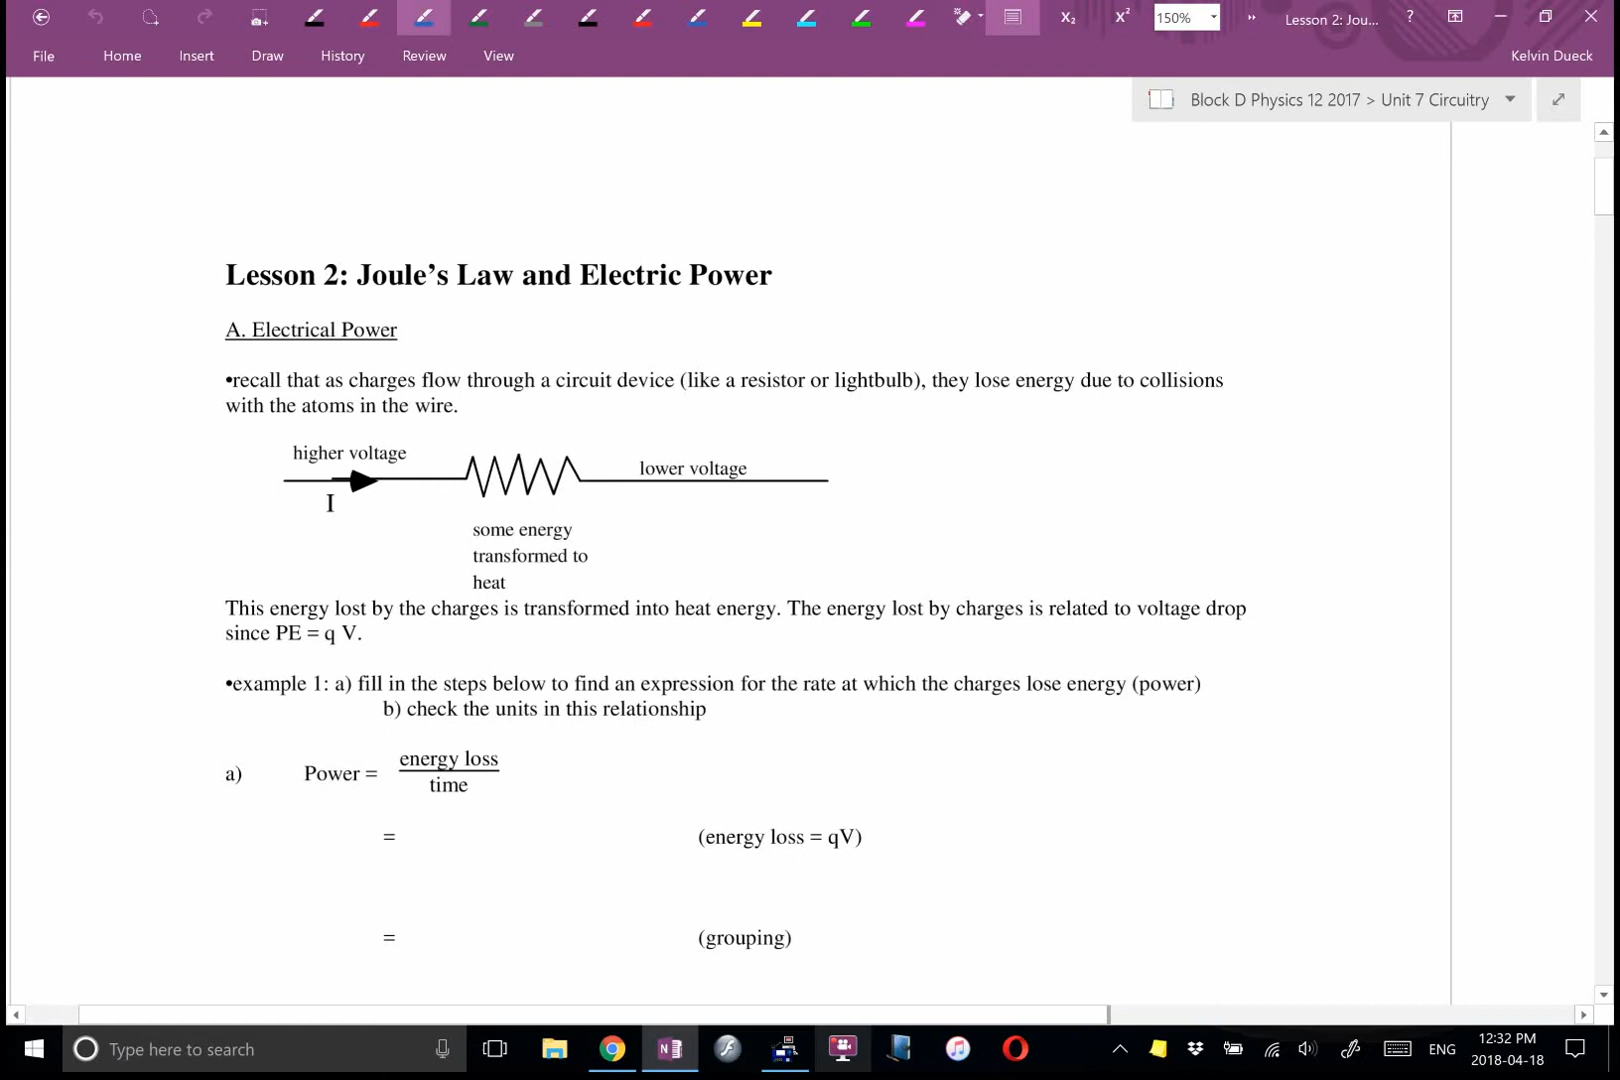 X₂ X² 150% Lesson 2: Jou... ?
File Home Insert Draw History Review View Kelvin Dueck
Block D Physics 12 2017 > Unit 7 Circuitry
Lesson 2: Joule’s Law and Electric Power
A. Electrical Power
•recall that as charges flow through a circuit device (like a resistor or lightbulb), they lose energy due to collisions
with the atoms in the wire.
higher voltage
lower voltage
I
some energy
transformed to
heat
This energy lost by the charges is transformed into heat energy. The energy lost by charges is related to voltage drop
since PE = q V.
•example 1: a) fill in the steps below to find an expression for the rate at which the charges lose energy (power)
b) check the units in this relationship
a) Power = energy loss
time
= (energy loss = qV)
= (grouping)
Type here to search
N
ENG
12:32 PM
2018-04-18